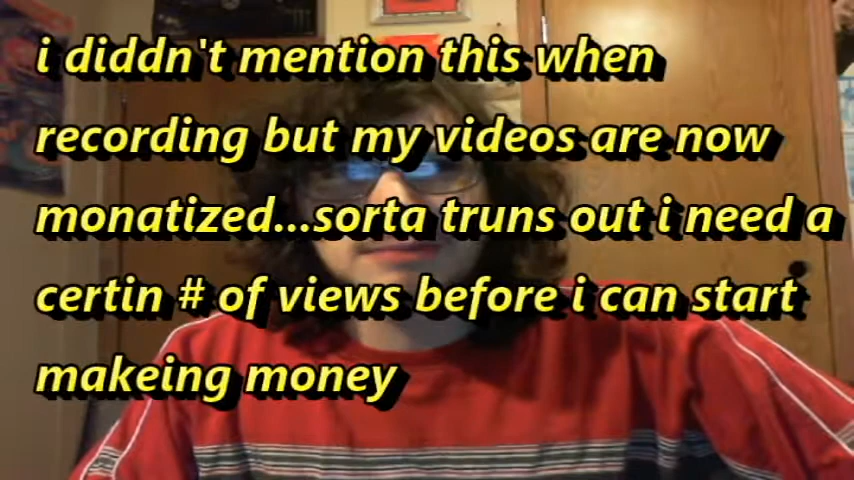 i diddn't mention this when
recording but my videos are now
monatized...sorta truns out i need a
certin # of views before i can start
makeing money